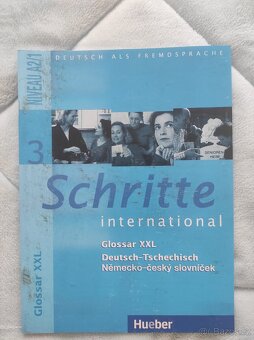 DEUTSCH ALS FREMDSPRACHE
NIVEAU A2/1
3
Schritte
international
Glossar XXL
Deutsch-Tschechisch
Německo-český slovníček
Glossar XXL
Hueber